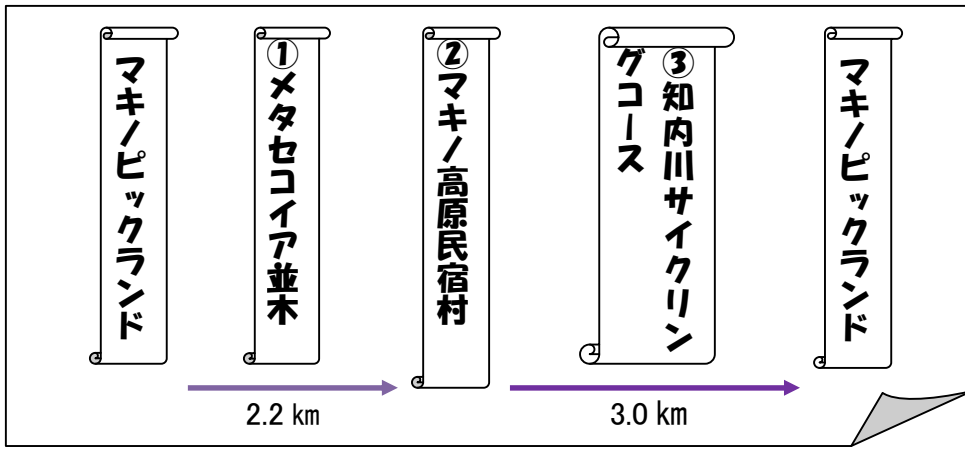 マキノピックランド
①メタセコイア並木
②マキノ高原民宿村
③知内川サイクリン
グコース
マキノピックランド
2.2 ㎞
3.0 ㎞